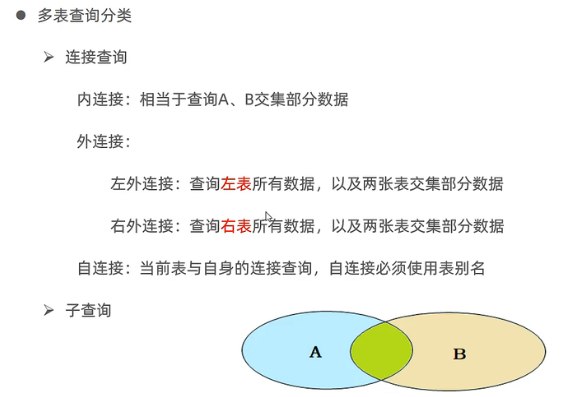 多表查询分类
连接查询
内连接：相当于查询A、B交集部分数据
外连接：
左外连接：查询左表所有数据，以及两张表交集部分数据
右外连接：查询右表所有数据，以及两张表交集部分数据
自连接：当前表与自身的连接查询，自连接必须使用表别名
子查询
A
B